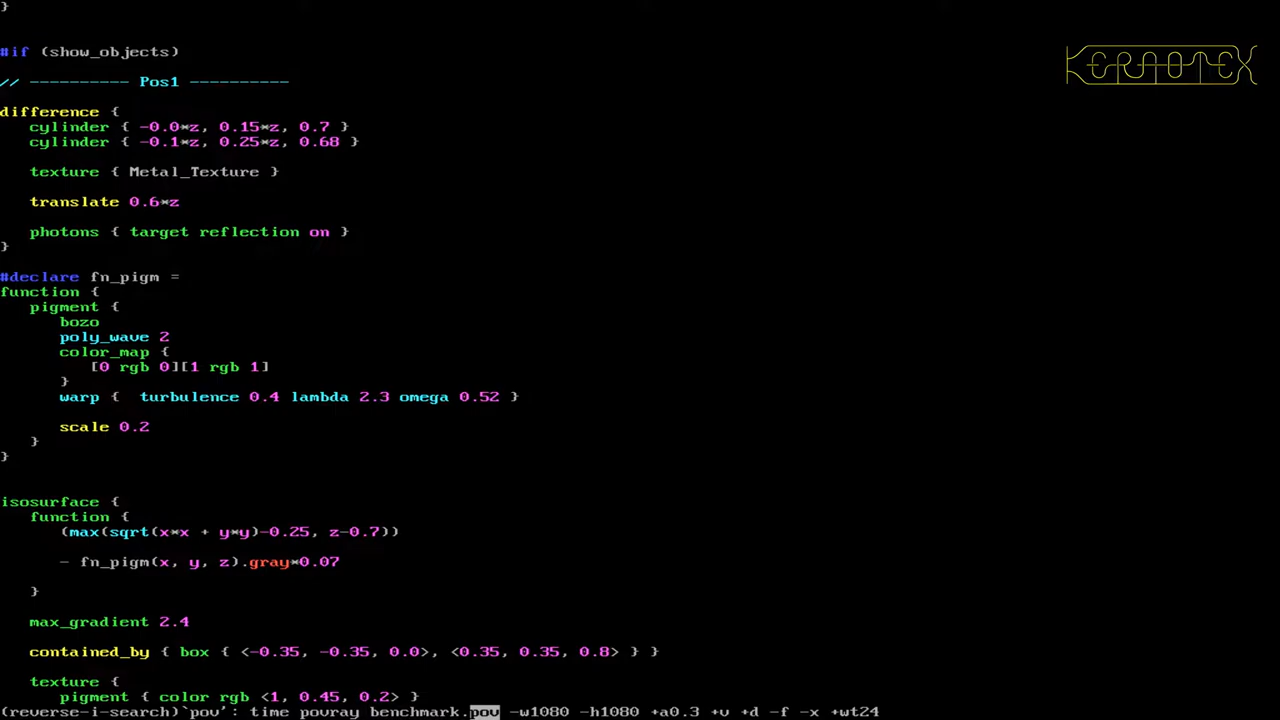 }
#if (show_objects)
KERAOTEX
// ---------- Pos1 ----------
difference {
cylinder { -0.0*z, 0.15*z, 0.7 }
cylinder { -0.1*z, 0.25*z, 0.68 }
texture { Metal_Texture }
translate 0.6*z
photons { target reflection on }
}
#declare fn_pigm =
function {
pigment {
bozo
poly_wave 2
color_map {
[0 rgb 0][1 rgb 1]
}
warp {  turbulence 0.4 lambda 2.3 omega 0.52 }
scale 0.2
}
}
isosurface {
function {
(max(sqrt(x*x + y*y)-0.25, z-0.7))
- fn_pigm(x, y, z).gray*0.07
}
max_gradient 2.4
contained_by { box { <-0.35, -0.35, 0.0>, <0.35, 0.35, 0.8> } }
texture {
pigment { color rgb <1, 0.45, 0.2> }
(reverse-i-search)`pov': time povray benchmark.pov -w1080 -h1080 +a0.3 +v +d -f -x +wt24